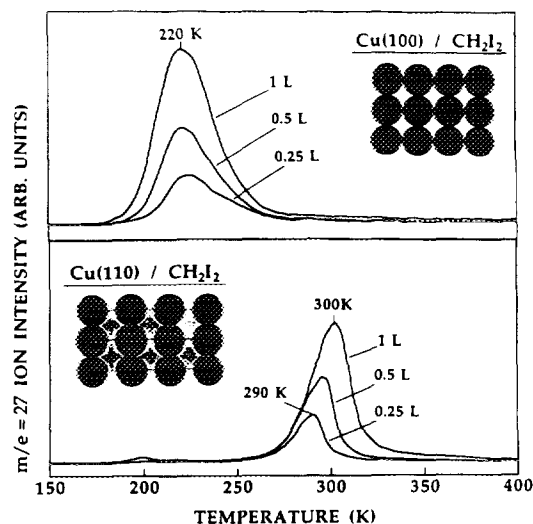 220 K
Cu(100) / CH₂I₂
1 L
0.5 L
0.25 L
m/e = 27 ION INTENSITY (ARB. UNITS)
Cu(110) / CH₂I₂
300K
1 L
290 K
0.5 L
0.25 L
150 200 250 300 350 400
TEMPERATURE (K)